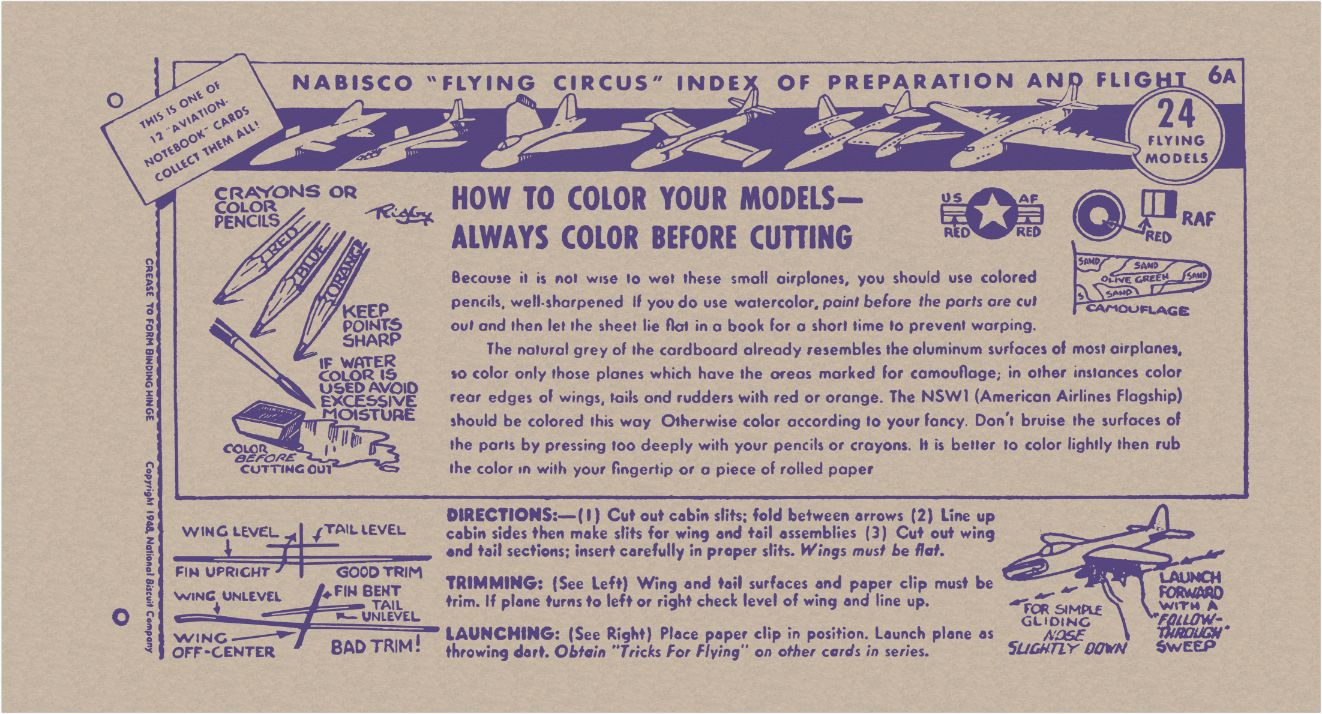 NABISCO "FLYING CIRCUS" INDEX OF PREPARATION AND FLIGHT 6A
THIS IS ONE OF
12 "AVIATION-
NOTEBOOK" CARDS
COLLECT THEM ALL!
24
FLYING
MODELS
CRAYONS OR
COLOR
PENCILS
Rigby
RED
BLUE
ORANGE
KEEP
POINTS
SHARP
IF WATER
COLOR IS
USED AVOID
EXCESSIVE
MOISTURE
COLOR
BEFORE
CUTTING OUT
HOW TO COLOR YOUR MODELS—
ALWAYS COLOR BEFORE CUTTING
US AF
RED RED
RAF
RED
SAND
SAND
OLIVE GREEN
SAND
S
SAND
CAMOUFLAGE
Because it is not wise to wet these small airplanes, you should use colored
pencils, well-sharpened If you do use watercolor, paint before the parts are cut
out and then let the sheet lie flat in a book for a short time to prevent warping.
The natural grey of the cardboard already resembles the aluminum surfaces of most airplanes,
so color only those planes which have the areas marked for camouflage; in other instances color
rear edges of wings, tails and rudders with red or orange. The NSW1 (American Airlines Flagship)
should be colored this way Otherwise color according to your fancy. Don't bruise the surfaces of
the parts by pressing too deeply with your pencils or crayons. It is better to color lightly then rub
the color in with your fingertip or a piece of rolled paper
CREASE TO FORM BINDING HINGE
Copyright 1948, National Biscuit Company
WING LEVEL
TAIL LEVEL
FIN UPRIGHT
GOOD TRIM
WING UNLEVEL
FIN BENT
TAIL
UNLEVEL
WING
OFF-CENTER
BAD TRIM!
DIRECTIONS:—(1) Cut out cabin slits; fold between arrows (2) Line up
cabin sides then make slits for wing and tail assemblies (3) Cut out wing
and tail sections; insert carefully in proper slits. Wings must be flat.
TRIMMING: (See Left) Wing and tail surfaces and paper clip must be
trim. If plane turns to left or right check level of wing and line up.
LAUNCHING: (See Right) Place paper clip in position. Launch plane as
throwing dart. Obtain "Tricks For Flying" on other cards in series.
FOR SIMPLE
GLIDING
NOSE
SLIGHTLY DOWN
LAUNCH
FORWARD
WITH A
"FOLLOW-
THROUGH"
SWEEP